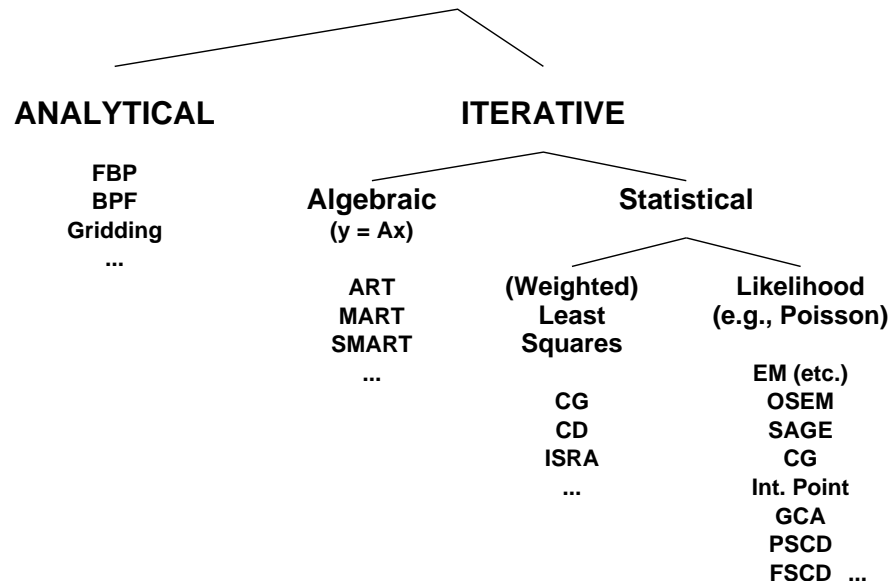 ANALYTICAL
FBP
BPF
Gridding
...
ITERATIVE
Algebraic
(y = Ax)
ART
MART
SMART
...
Statistical
(Weighted)
Least
Squares
CG
CD
ISRA
...
Likelihood
(e.g., Poisson)
EM (etc.)
OSEM
SAGE
CG
Int. Point
GCA
PSCD
FSCD ...